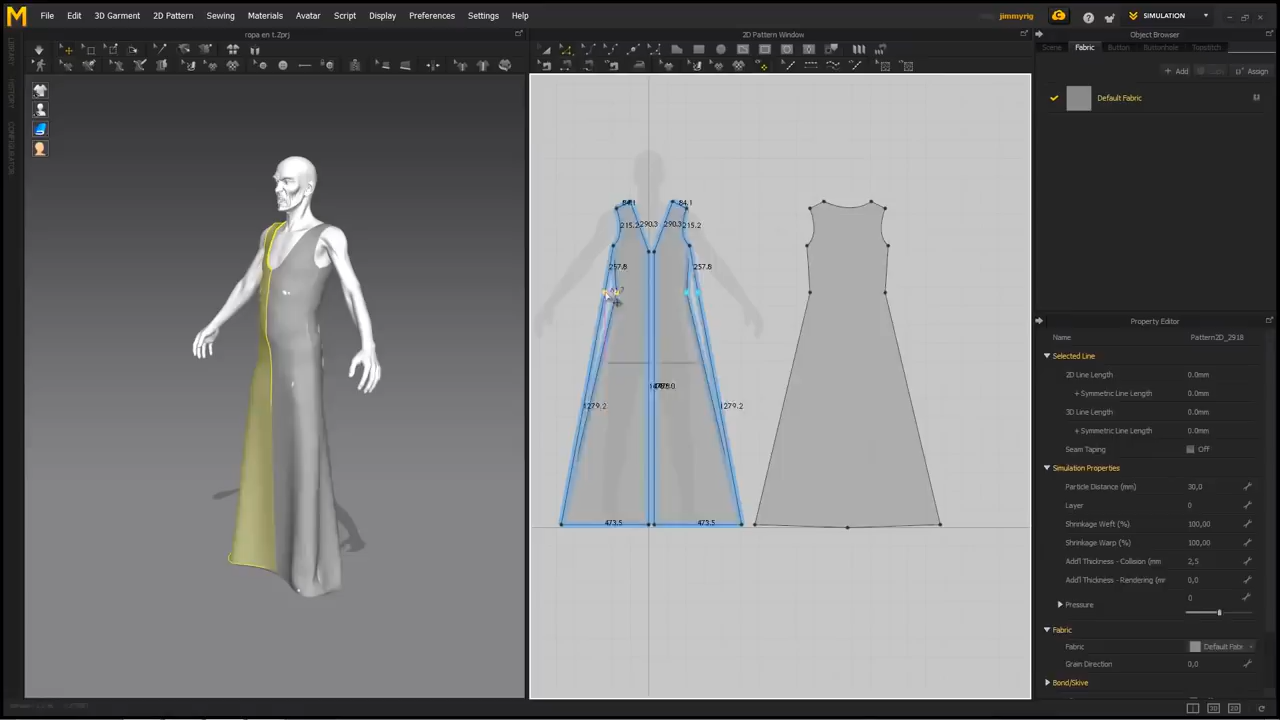 File Edit 3D Garment 2D Pattern Sewing Materials Avatar Script Display Preferences Settings Help
jimmyrig
SIMULATION
ropa en t.Zprj
2D Pattern Window
Object Browser
Scene Fabric Button Buttonhole Topstitch
+ Add Assign
Default Fabric
84.1
215.2 290.3 290.3 215.2
257.8 257.8
1279.2 1279.2
473.5 473.5
Property Editor
Name Pattern2D_2918
Selected Line
2D Line Length 0.0mm
+ Symmetric Line Length 0.0mm
3D Line Length 0.0mm
+ Symmetric Line Length 0.0mm
Seam Taping Off
Simulation Properties
Particle Distance (mm) 30,0
Layer 0
Shrinkage Weft (%) 100,00
Shrinkage Warp (%) 100,00
Add'l Thickness - Collision (mm 2,5
Add'l Thickness - Rendering (mr 0,0
Pressure 0
Fabric
Fabric Default Fabr
Grain Direction 0,0
Bond/Skive
3D 2D